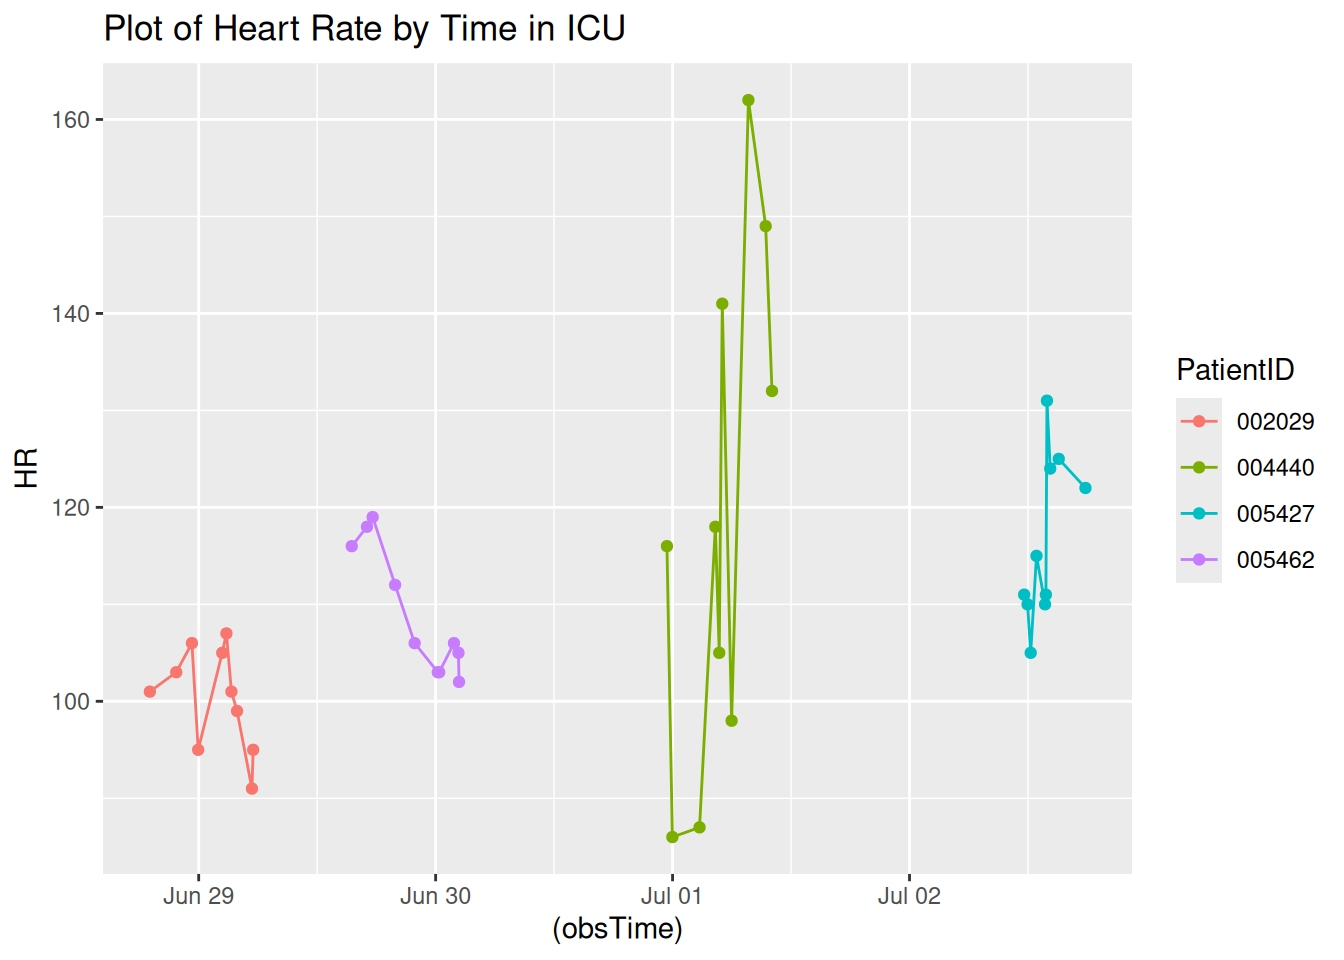 Plot of Heart Rate by Time in ICU
160
140
120
100
HR
Jun 29
Jun 30
Jul 01
Jul 02
(obsTime)
PatientID
002029
004440
005427
005462